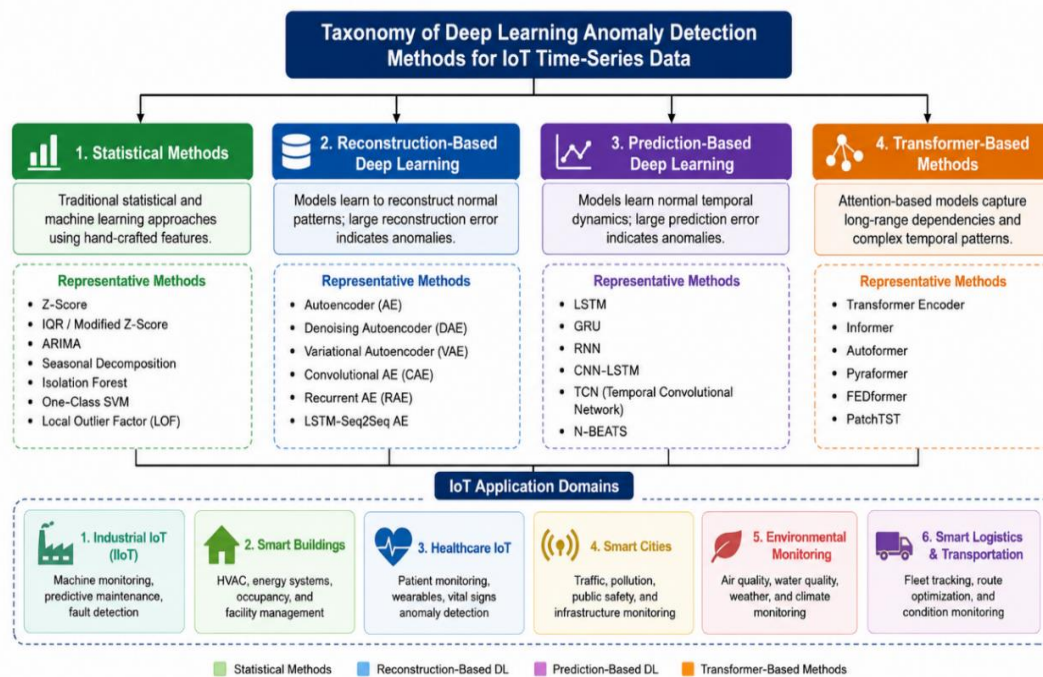 Taxonomy of Deep Learning Anomaly Detection
Methods for IoT Time-Series Data
1. Statistical Methods
Traditional statistical and
machine learning approaches
using hand-crafted features.
Representative Methods
• Z-Score
• IQR / Modified Z-Score
• ARIMA
• Seasonal Decomposition
• Isolation Forest
• One-Class SVM
• Local Outlier Factor (LOF)
2. Reconstruction-Based
Deep Learning
Models learn to reconstruct normal
patterns; large reconstruction error
indicates anomalies.
Representative Methods
• Autoencoder (AE)
• Denoising Autoencoder (DAE)
• Variational Autoencoder (VAE)
• Convolutional AE (CAE)
• Recurrent AE (RAE)
• LSTM-Seq2Seq AE
3. Prediction-Based
Deep Learning
Models learn normal temporal
dynamics; large prediction error
indicates anomalies.
Representative Methods
• LSTM
• GRU
• RNN
• CNN-LSTM
• TCN (Temporal Convolutional
Network)
• N-BEATS
4. Transformer-Based
Methods
Attention-based models capture
long-range dependencies and
complex temporal patterns.
Representative Methods
• Transformer Encoder
• Informer
• Autoformer
• Pyraformer
• FEDformer
• PatchTST
IoT Application Domains
1. Industrial IoT
(IIoT)
Machine monitoring,
predictive maintenance,
fault detection
2. Smart Buildings
HVAC, energy systems,
occupancy, and
facility management
3. Healthcare IoT
Patient monitoring,
wearables, vital signs
anomaly detection
4. Smart Cities
Traffic, pollution,
public safety, and
infrastructure monitoring
5. Environmental
Monitoring
Air quality, water quality,
weather, and climate
monitoring
6. Smart Logistics
& Transportation
Fleet tracking, route
optimization, and
condition monitoring
Statistical Methods
Reconstruction-Based DL
Prediction-Based DL
Transformer-Based Methods